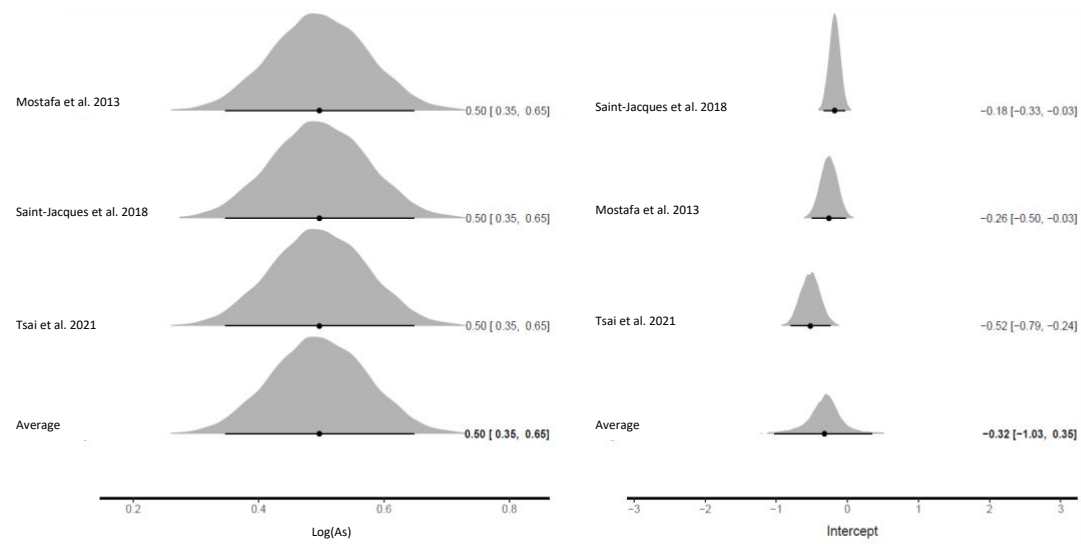 Mostafa et al. 2013
0.50 [ 0.35, 0.65]
Saint-Jacques et al. 2018
0.50 [ 0.35, 0.65]
Tsai et al. 2021
0.50 [ 0.35, 0.65]
Average
0.50 [ 0.35, 0.65]
0.2 0.4 0.6 0.8
Log(As)
Saint-Jacques et al. 2018
−0.18 [−0.33, −0.03]
Mostafa et al. 2013
−0.26 [−0.50, −0.03]
Tsai et al. 2021
−0.52 [−0.79, −0.24]
Average
−0.32 [−1.03, 0.35]
−3 −2 −1 0 1 2 3
Intercept